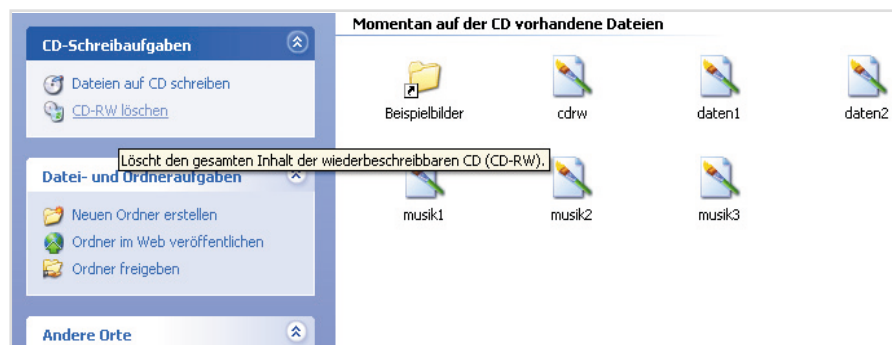 CD-Schreibaufgaben
Dateien auf CD schreiben
CD-RW löschen
Löscht den gesamten Inhalt der wiederbeschreibbaren CD (CD-RW).
Datei- und Ordneraufgaben
Neuen Ordner erstellen
Ordner im Web veröffentlichen
Ordner freigeben
Andere Orte
Momentan auf der CD vorhandene Dateien
Beispielbilder cdrw daten1 daten2
musik1 musik2 musik3